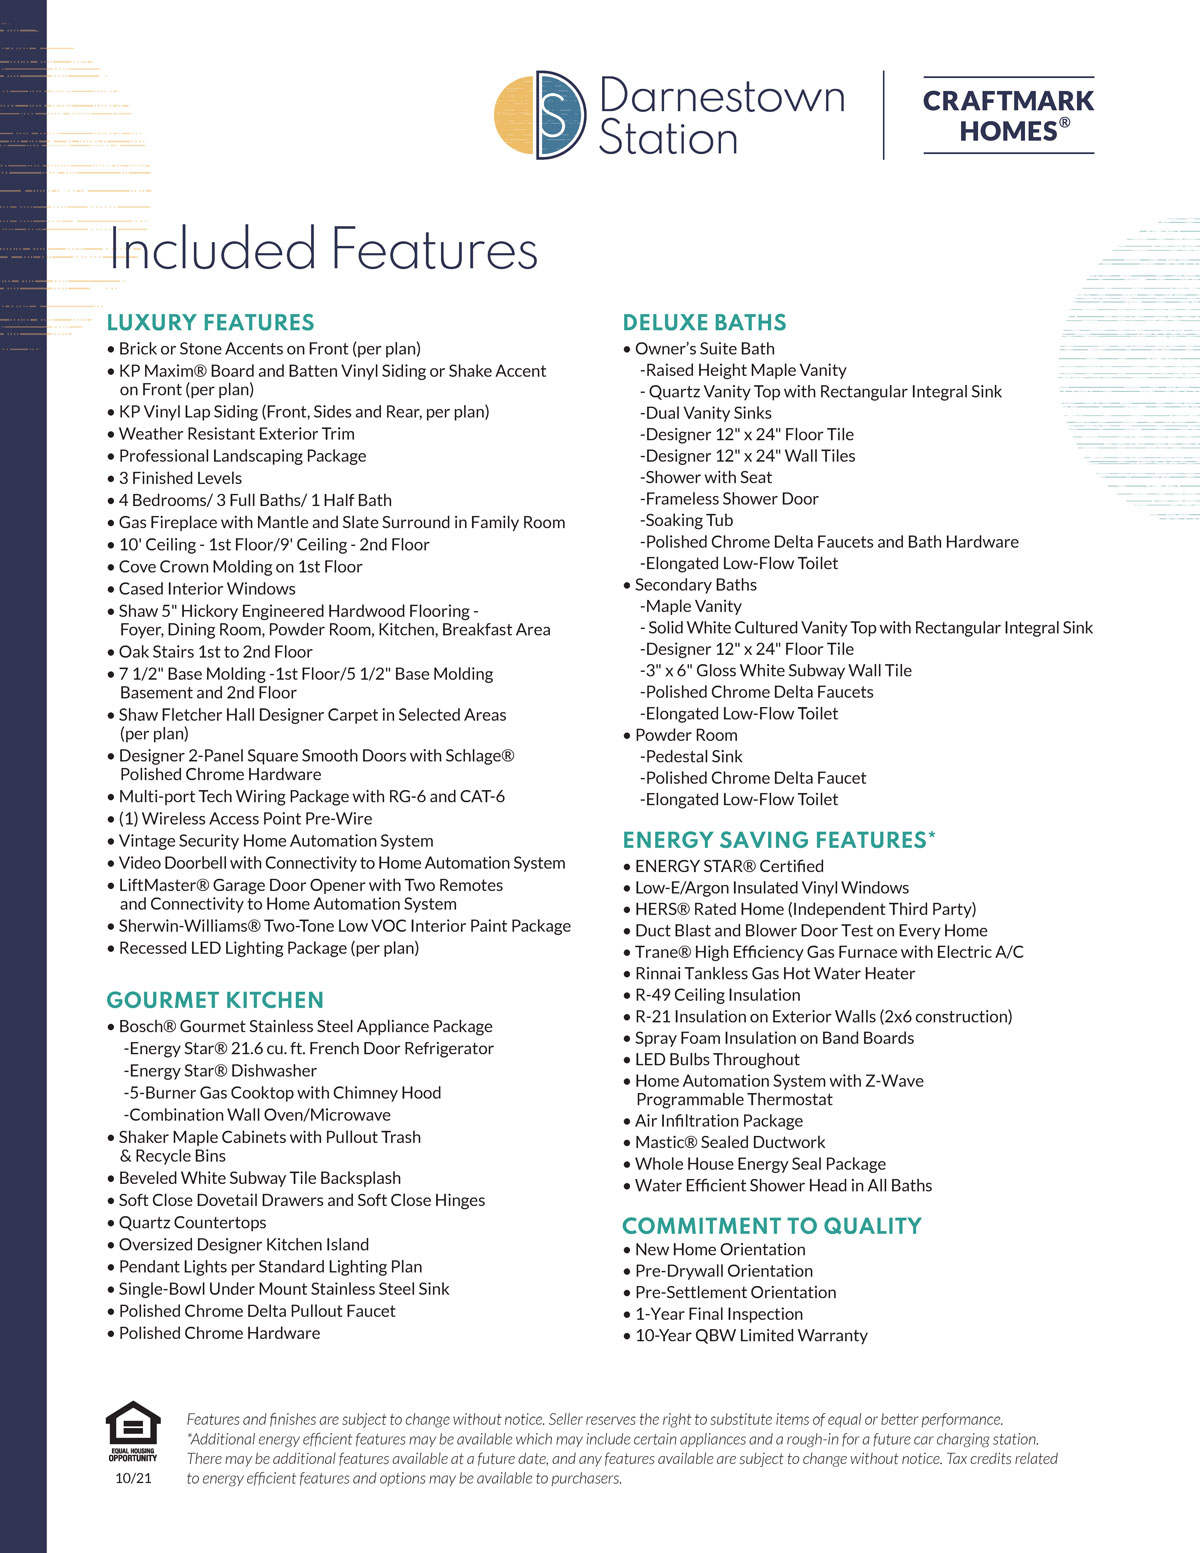 S
Darnestown
Station
CRAFTMARK
HOMES®
Included Features
LUXURY FEATURES
• Brick or Stone Accents on Front (per plan)
• KP Maxim® Board and Batten Vinyl Siding or Shake Accent
on Front (per plan)
• KP Vinyl Lap Siding (Front, Sides and Rear, per plan)
• Weather Resistant Exterior Trim
• Professional Landscaping Package
• 3 Finished Levels
• 4 Bedrooms/ 3 Full Baths/ 1 Half Bath
• Gas Fireplace with Mantle and Slate Surround in Family Room
• 10' Ceiling - 1st Floor/9' Ceiling - 2nd Floor
• Cove Crown Molding on 1st Floor
• Cased Interior Windows
• Shaw 5" Hickory Engineered Hardwood Flooring -
Foyer, Dining Room, Powder Room, Kitchen, Breakfast Area
• Oak Stairs 1st to 2nd Floor
• 7 1/2" Base Molding -1st Floor/5 1/2" Base Molding
Basement and 2nd Floor
• Shaw Fletcher Hall Designer Carpet in Selected Areas
(per plan)
• Designer 2-Panel Square Smooth Doors with Schlage®
Polished Chrome Hardware
• Multi-port Tech Wiring Package with RG-6 and CAT-6
• (1) Wireless Access Point Pre-Wire
• Vintage Security Home Automation System
• Video Doorbell with Connectivity to Home Automation System
• LiftMaster® Garage Door Opener with Two Remotes
and Connectivity to Home Automation System
• Sherwin-Williams® Two-Tone Low VOC Interior Paint Package
• Recessed LED Lighting Package (per plan)
GOURMET KITCHEN
• Bosch® Gourmet Stainless Steel Appliance Package
-Energy Star® 21.6 cu. ft. French Door Refrigerator
-Energy Star® Dishwasher
-5-Burner Gas Cooktop with Chimney Hood
-Combination Wall Oven/Microwave
• Shaker Maple Cabinets with Pullout Trash
& Recycle Bins
• Beveled White Subway Tile Backsplash
• Soft Close Dovetail Drawers and Soft Close Hinges
• Quartz Countertops
• Oversized Designer Kitchen Island
• Pendant Lights per Standard Lighting Plan
• Single-Bowl Under Mount Stainless Steel Sink
• Polished Chrome Delta Pullout Faucet
• Polished Chrome Hardware
DELUXE BATHS
• Owner’s Suite Bath
-Raised Height Maple Vanity
- Quartz Vanity Top with Rectangular Integral Sink
-Dual Vanity Sinks
-Designer 12" x 24" Floor Tile
-Designer 12" x 24" Wall Tiles
-Shower with Seat
-Frameless Shower Door
-Soaking Tub
-Polished Chrome Delta Faucets and Bath Hardware
-Elongated Low-Flow Toilet
• Secondary Baths
-Maple Vanity
- Solid White Cultured Vanity Top with Rectangular Integral Sink
-Designer 12" x 24" Floor Tile
-3" x 6" Gloss White Subway Wall Tile
-Polished Chrome Delta Faucets
-Elongated Low-Flow Toilet
• Powder Room
-Pedestal Sink
-Polished Chrome Delta Faucet
-Elongated Low-Flow Toilet
ENERGY SAVING FEATURES*
• ENERGY STAR® Certified
• Low-E/Argon Insulated Vinyl Windows
• HERS® Rated Home (Independent Third Party)
• Duct Blast and Blower Door Test on Every Home
• Trane® High Efficiency Gas Furnace with Electric A/C
• Rinnai Tankless Gas Hot Water Heater
• R-49 Ceiling Insulation
• R-21 Insulation on Exterior Walls (2x6 construction)
• Spray Foam Insulation on Band Boards
• LED Bulbs Throughout
• Home Automation System with Z-Wave
Programmable Thermostat
• Air Infiltration Package
• Mastic® Sealed Ductwork
• Whole House Energy Seal Package
• Water Efficient Shower Head in All Baths
COMMITMENT TO QUALITY
• New Home Orientation
• Pre-Drywall Orientation
• Pre-Settlement Orientation
• 1-Year Final Inspection
• 10-Year QBW Limited Warranty
EQUAL HOUSING
OPPORTUNITY
10/21
Features and finishes are subject to change without notice. Seller reserves the right to substitute items of equal or better performance.
*Additional energy efficient features may be available which may include certain appliances and a rough-in for a future car charging station.
There may be additional features available at a future date, and any features available are subject to change without notice. Tax credits related
to energy efficient features and options may be available to purchasers.